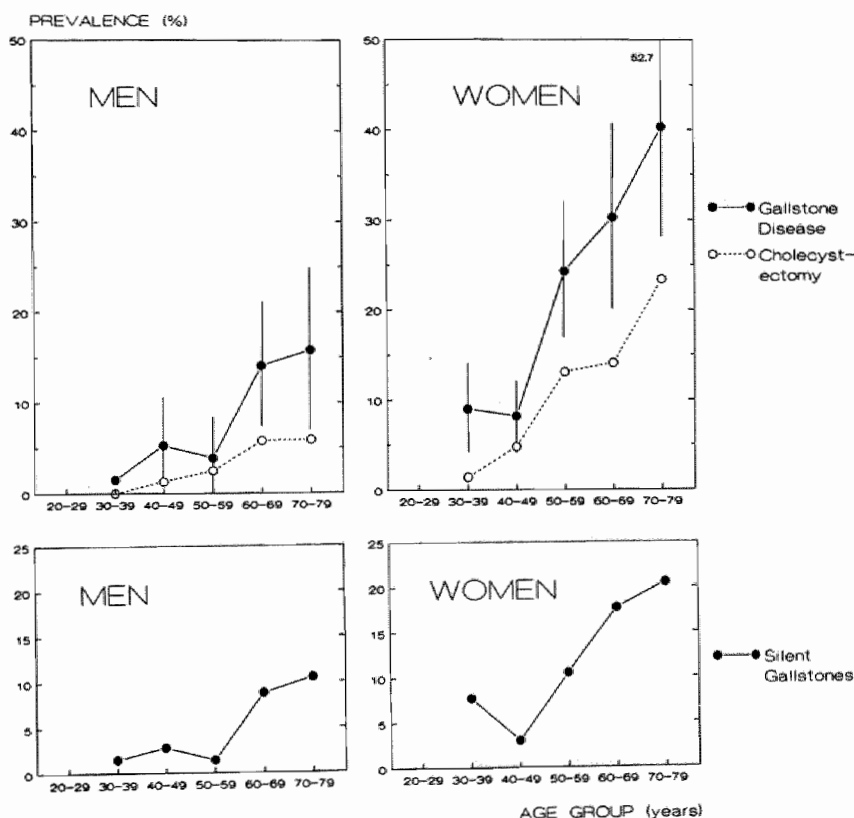 PREVALENCE (%)
50
40
30
20
10
0
MEN
20-29 30-39 40-49 50-59 60-69 70-79
50
40
30
20
10
0
52.7
WOMEN
20-29 30-39 40-49 50-59 60-69 70-79
Gallstone
Disease
Cholecyst-
ectomy
25
20
15
10
5
0
MEN
20-29 30-39 40-49 50-59 60-69 70-79
25
20
15
10
5
0
WOMEN
20-29 30-39 40-49 50-59 60-69 70-79
Silent
Gallstones
AGE GROUP (years)